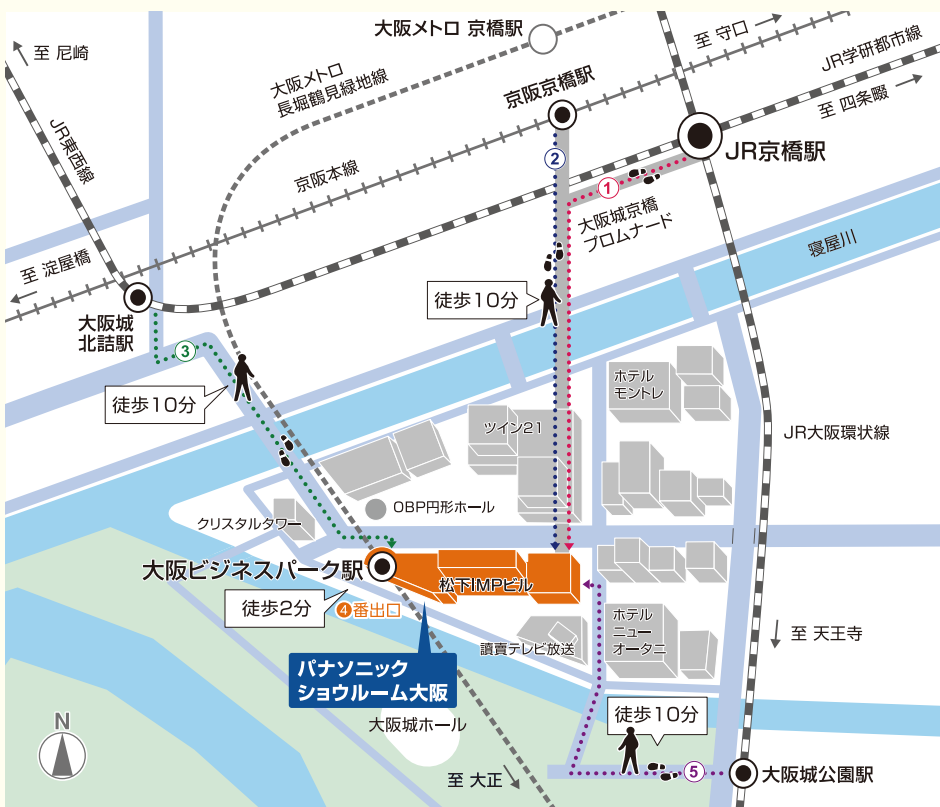 大阪メトロ 京橋駅
至 守口
至 尼崎
JR学研都市線
大阪メトロ
長堀鶴見緑地線
京阪京橋駅
至 四条畷
JR東西線
京阪本線
2
JR京橋駅
1
大阪城京橋
プロムナード
寝屋川
至 淀屋橋
徒歩10分
大阪城
北詰駅
3
徒歩10分
ホテル
モントレ
ツイン21
JR大阪環状線
OBP円形ホール
クリスタルタワー
大阪ビジネスパーク駅
松下IMPビル
徒歩2分
4番出口
ホテル
ニュー
オータニ
讀賣テレビ放送
至 天王寺
パナソニック
ショウルーム大阪
大阪城ホール
徒歩10分
N
5
大阪城公園駅
至 大正